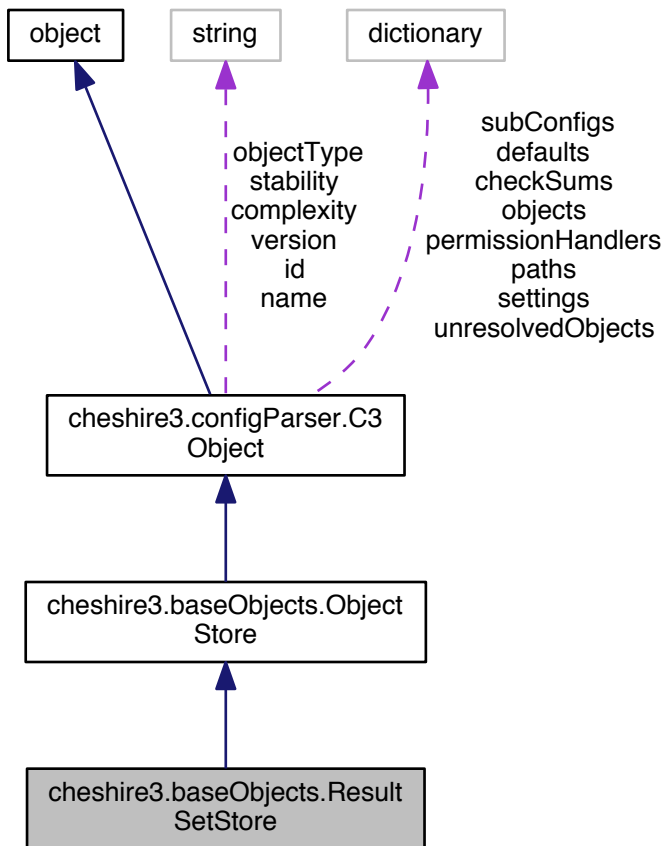 object
string
dictionary
objectType
stability
complexity
version
id
name
subConfigs
defaults
checkSums
objects
permissionHandlers
paths
settings
unresolvedObjects
cheshire3.configParser.C3
Object
cheshire3.baseObjects.Object
Store
cheshire3.baseObjects.Result
SetStore